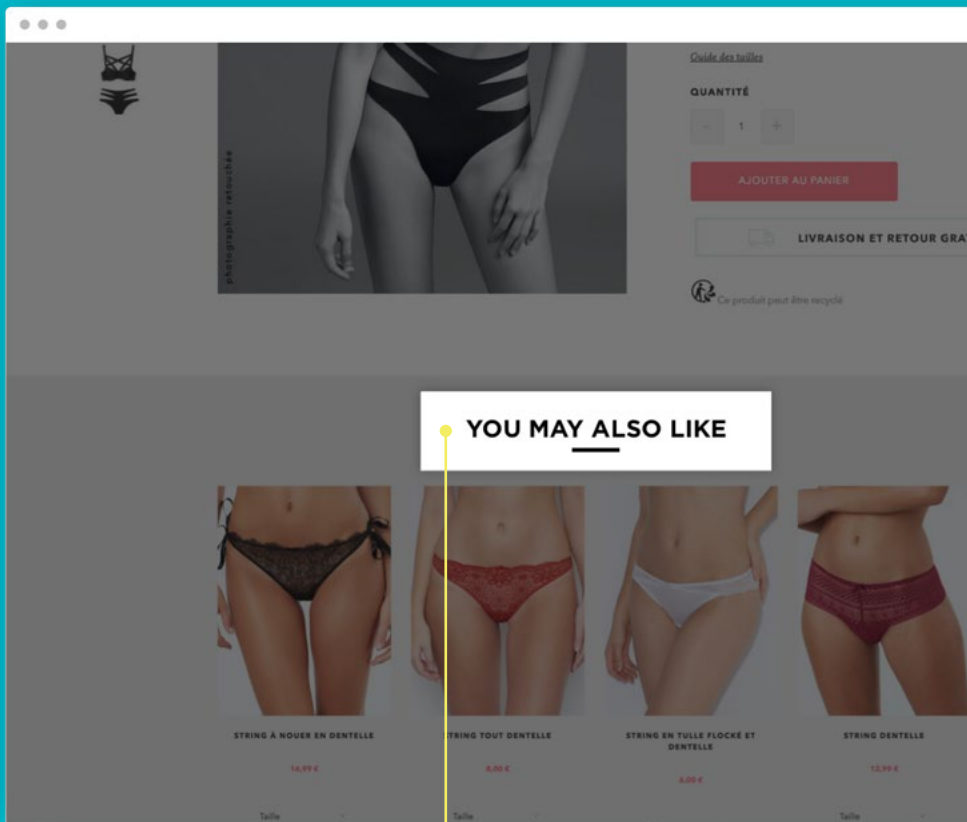 Guide des tailles
QUANTITÉ
- 1 +
AJOUTER AU PANIER
LIVRAISON ET RETOUR GRAT
Ce produit peut être recyclé
photographie retouchée
YOU MAY ALSO LIKE
STRING À NOUER EN DENTELLE
16,99 €
STRING TOUT DENTELLE
8,00 €
STRING EN TULLE FLOCKÉ ET
DENTELLE
6,00 €
STRING DENTELLE
12,99 €
Taille
Taille
Taille